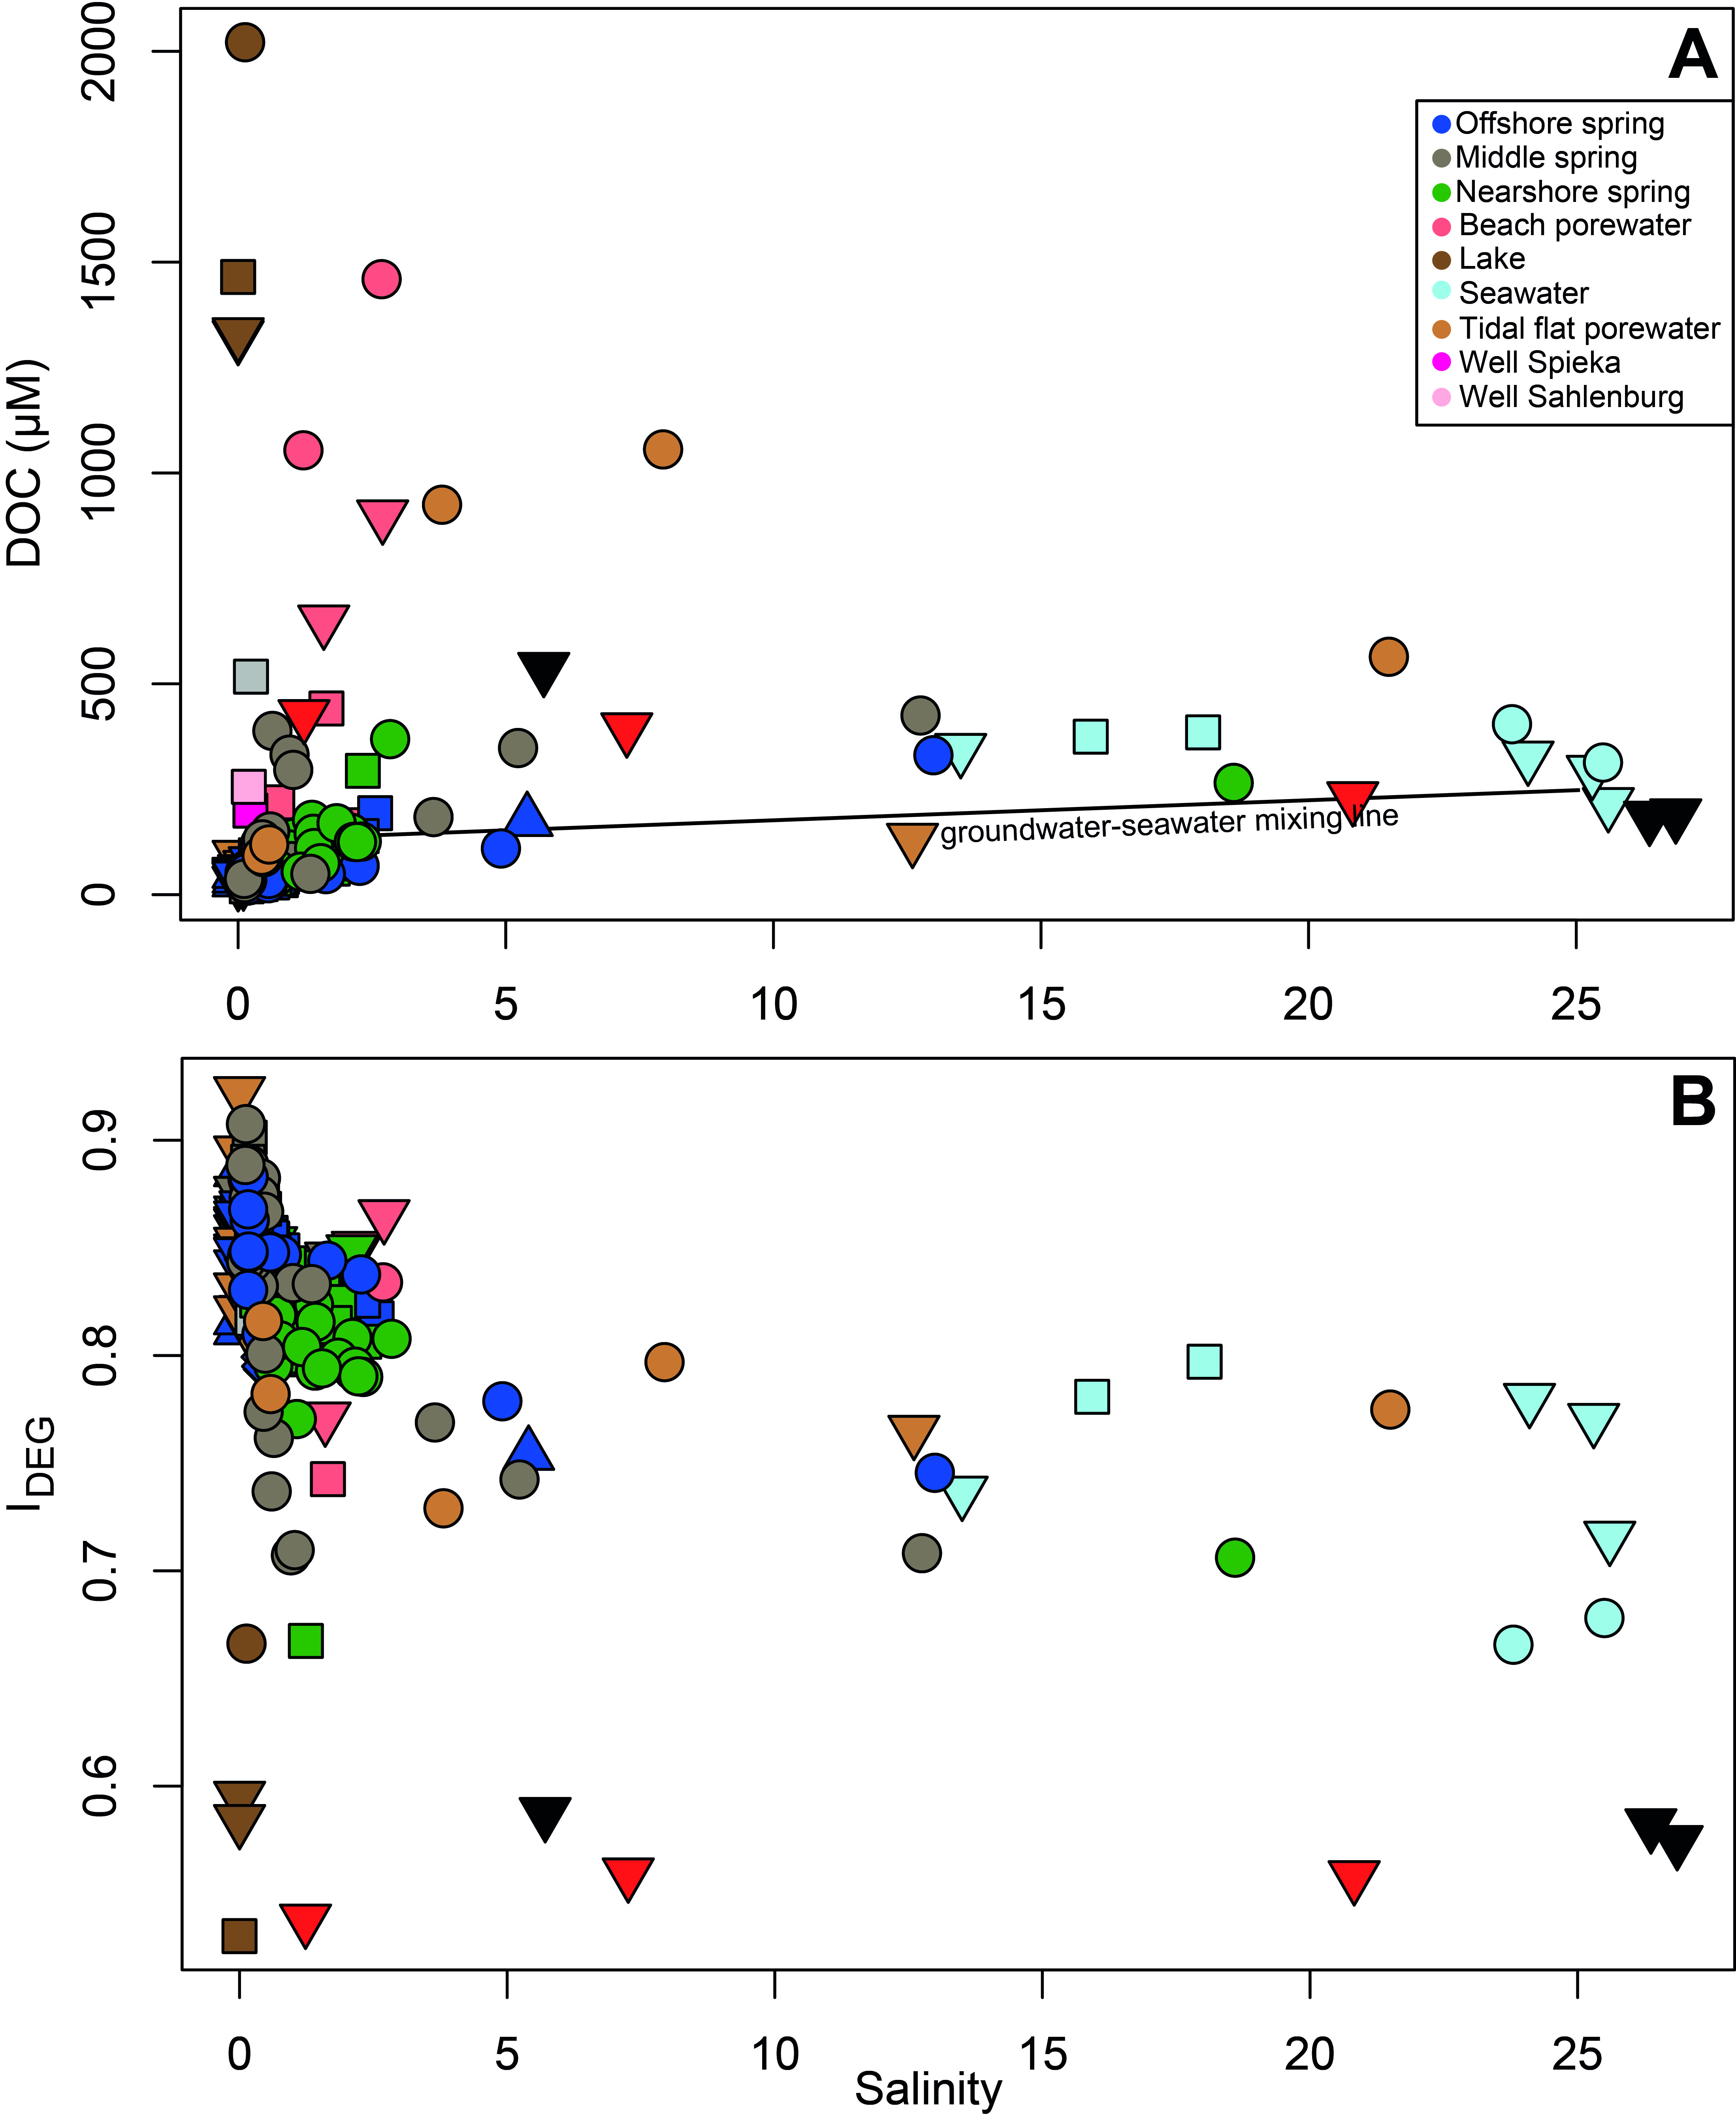 A
2000
1500
1000
5000
0
DOC (µM)
Offshore spring
Middle spring
Nearshore spring
Beach porewater
Lake
Seawater
Tidal flat porewater
Well Spieka
Well Sahlenburg
groundwater-seawater mixing line
0 5 10 15 20 25
B
0.9
0.8
0.7
0.6
IDEG
0 5 10 15 20 25
Salinity